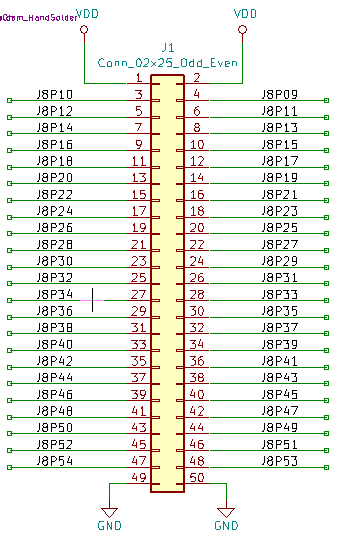 VDD VDD
J1
Conn_02x25_Odd_Even
1 2
J8P10 3 4 J8P09
J8P12 5 6 J8P11
J8P14 7 8 J8P13
J8P16 9 10 J8P15
J8P18 11 12 J8P17
J8P20 13 14 J8P19
J8P22 15 16 J8P21
J8P24 17 18 J8P23
J8P26 19 20 J8P25
J8P28 21 22 J8P27
J8P30 23 24 J8P29
J8P32 25 26 J8P31
J8P34 27 28 J8P33
J8P36 29 30 J8P35
J8P38 31 32 J8P37
J8P40 33 34 J8P39
J8P42 35 36 J8P41
J8P44 37 38 J8P43
J8P46 39 40 J8P45
J8P48 41 42 J8P47
J8P50 43 44 J8P49
J8P52 45 46 J8P51
J8P54 47 48 J8P53
49 50
GND GND